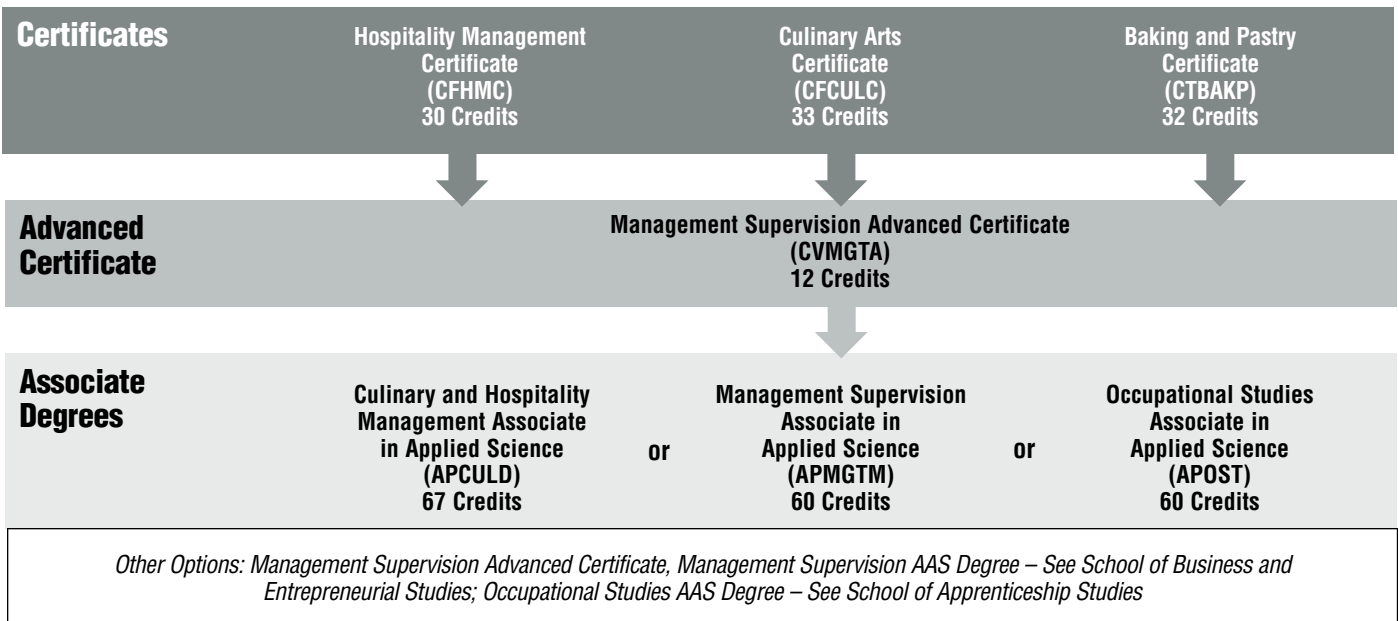 Certificates
Hospitality Management
Certificate
(CFHMC)
30 Credits
Culinary Arts
Certificate
(CFCULC)
33 Credits
Baking and Pastry
Certificate
(CTBAKP)
32 Credits
Advanced
Certificate
Management Supervision Advanced Certificate
(CVMGTA)
12 Credits
Associate
Degrees
Culinary and Hospitality
Management Associate
in Applied Science
(APCULD)
67 Credits
or
Management Supervision
Associate in
Applied Science
(APMGTM)
60 Credits
or
Occupational Studies
Associate in
Applied Science
(APOST)
60 Credits
Other Options: Management Supervision Advanced Certificate, Management Supervision AAS Degree – See School of Business and
Entrepreneurial Studies; Occupational Studies AAS Degree – See School of Apprenticeship Studies